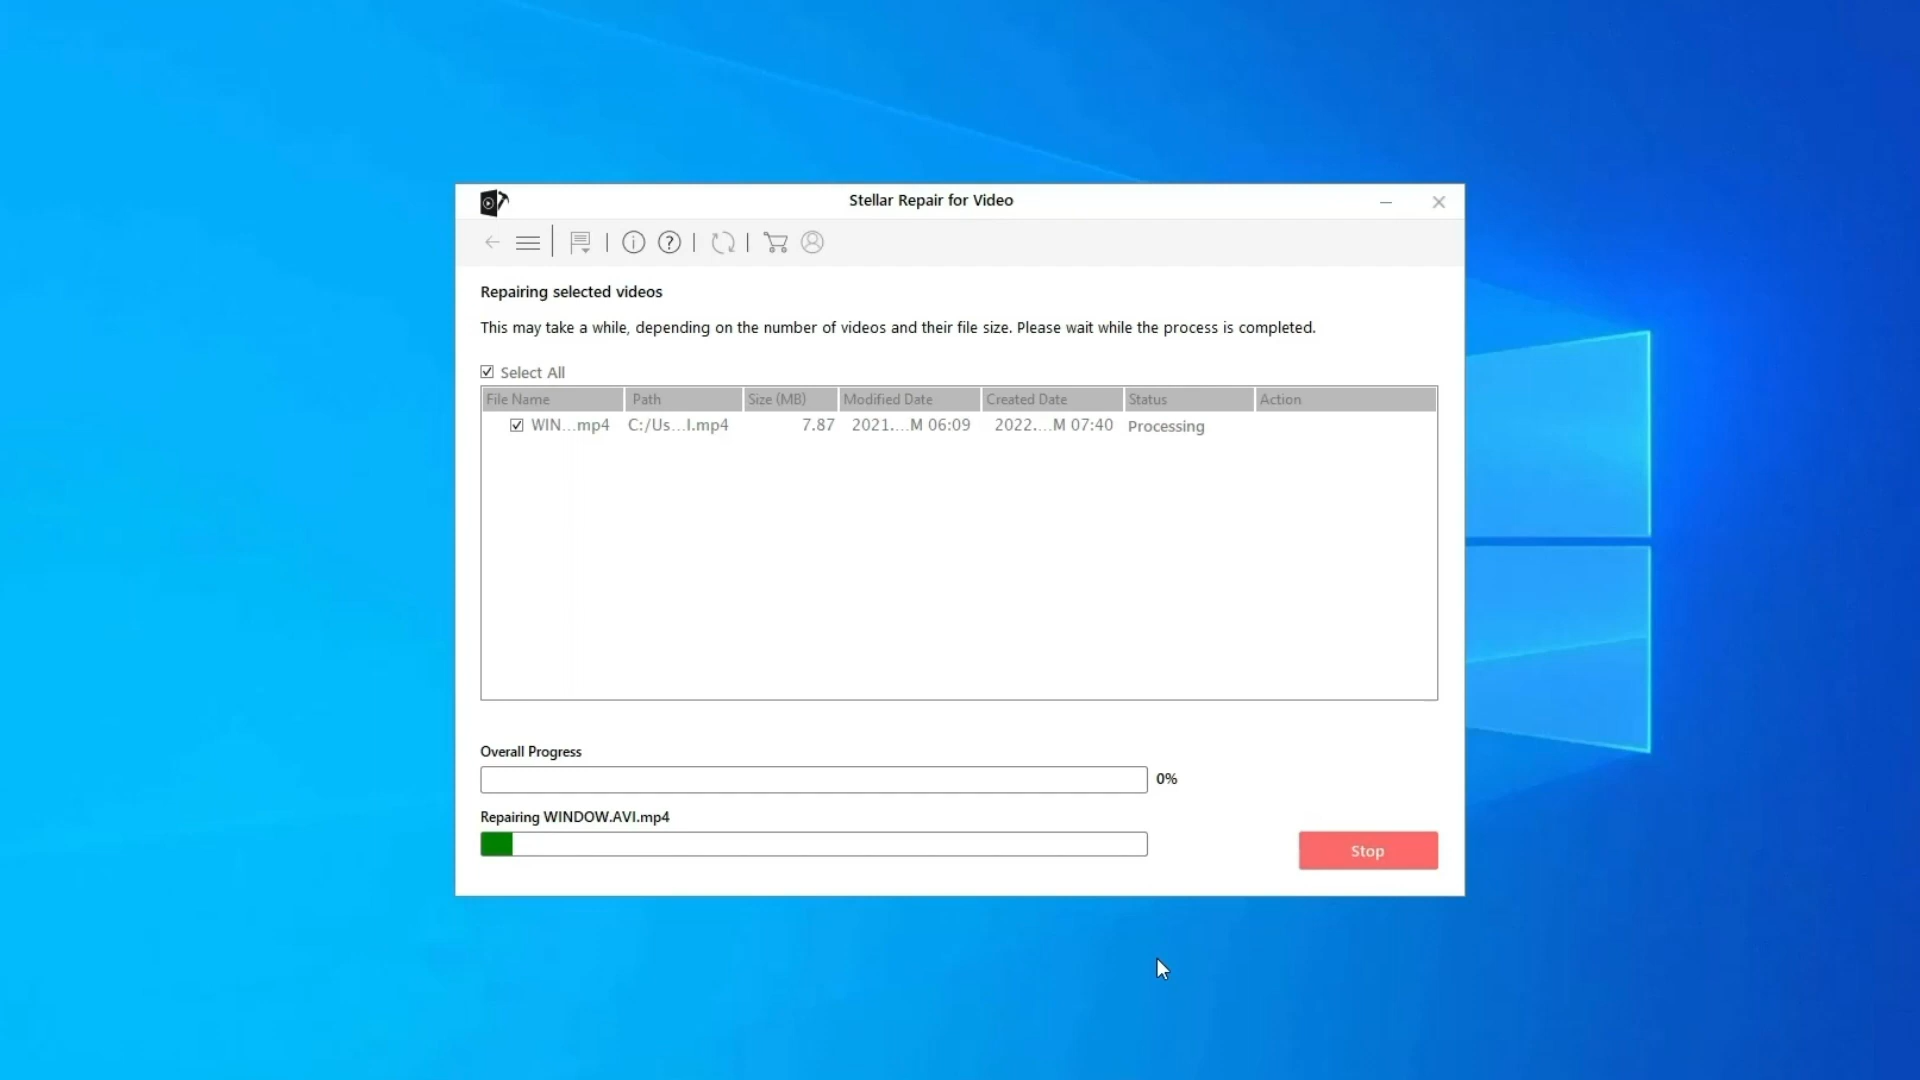 Stellar Repair for Video
Repairing selected videos
This may take a while, depending on the number of videos and their file size. Please wait while the process is completed.
Select All
File Name Path Size (MB) Modified Date Created Date Status Action
WIN...mp4 C:/Us...I.mp4 7.87 2021....M 06:09 2022....M 07:40 Processing
Overall Progress
0%
Repairing WINDOW.AVI.mp4
Stop